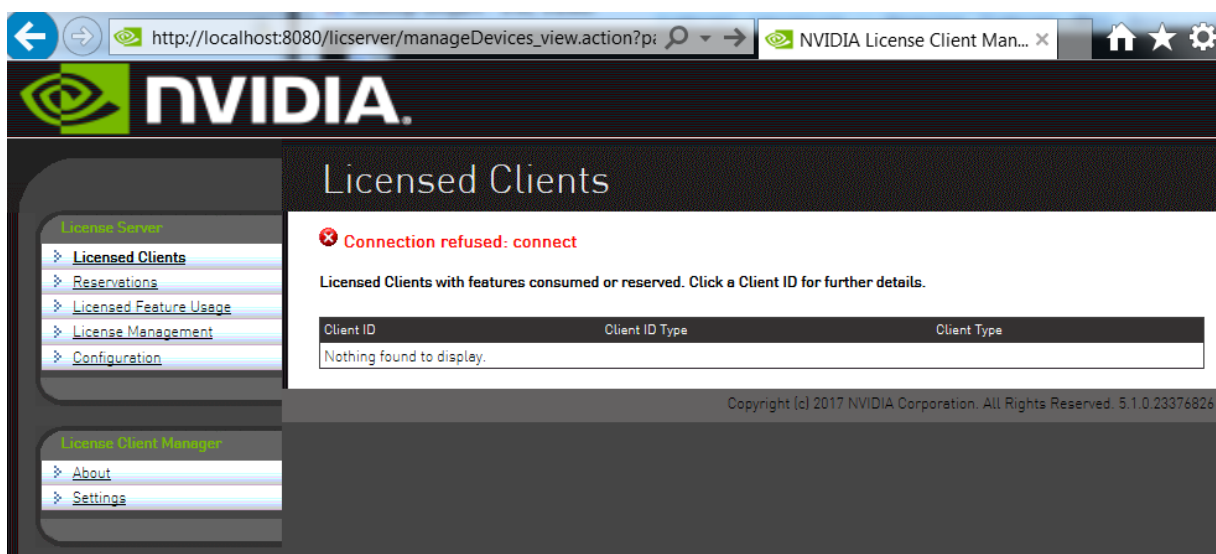 http://localhost:8080/licserver/manageDevices_view.action?pa
NVIDIA License Client Man...
NVIDIA.
Licensed Clients
License Server
Licensed Clients
Reservations
Licensed Feature Usage
License Management
Configuration
Connection refused: connect
Licensed Clients with features consumed or reserved. Click a Client ID for further details.
Client ID Client ID Type Client Type
Nothing found to display.
Copyright (c) 2017 NVIDIA Corporation. All Rights Reserved. 5.1.0.23376826
License Client Manager
About
Settings